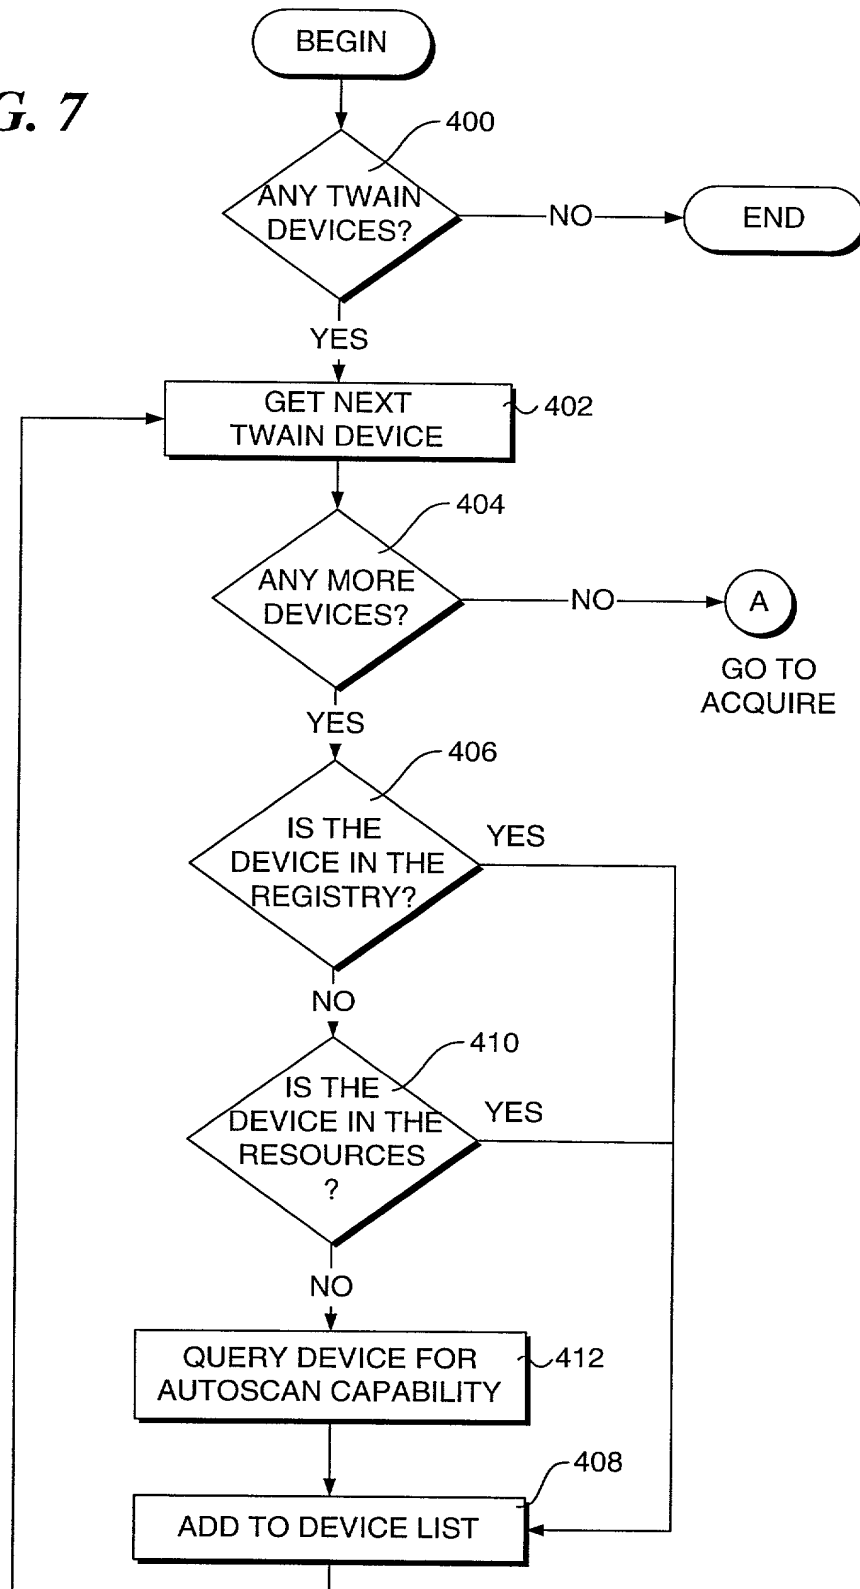 G. 7
BEGIN
400
ANY TWAIN
DEVICES?
NO
END
YES
GET NEXT
TWAIN DEVICE
402
404
ANY MORE
DEVICES?
NO
A
GO TO
ACQUIRE
YES
406
IS THE
DEVICE IN THE
REGISTRY?
YES
NO
410
IS THE
DEVICE IN THE
RESOURCES
?
YES
NO
QUERY DEVICE FOR
AUTOSCAN CAPABILITY
412
408
ADD TO DEVICE LIST